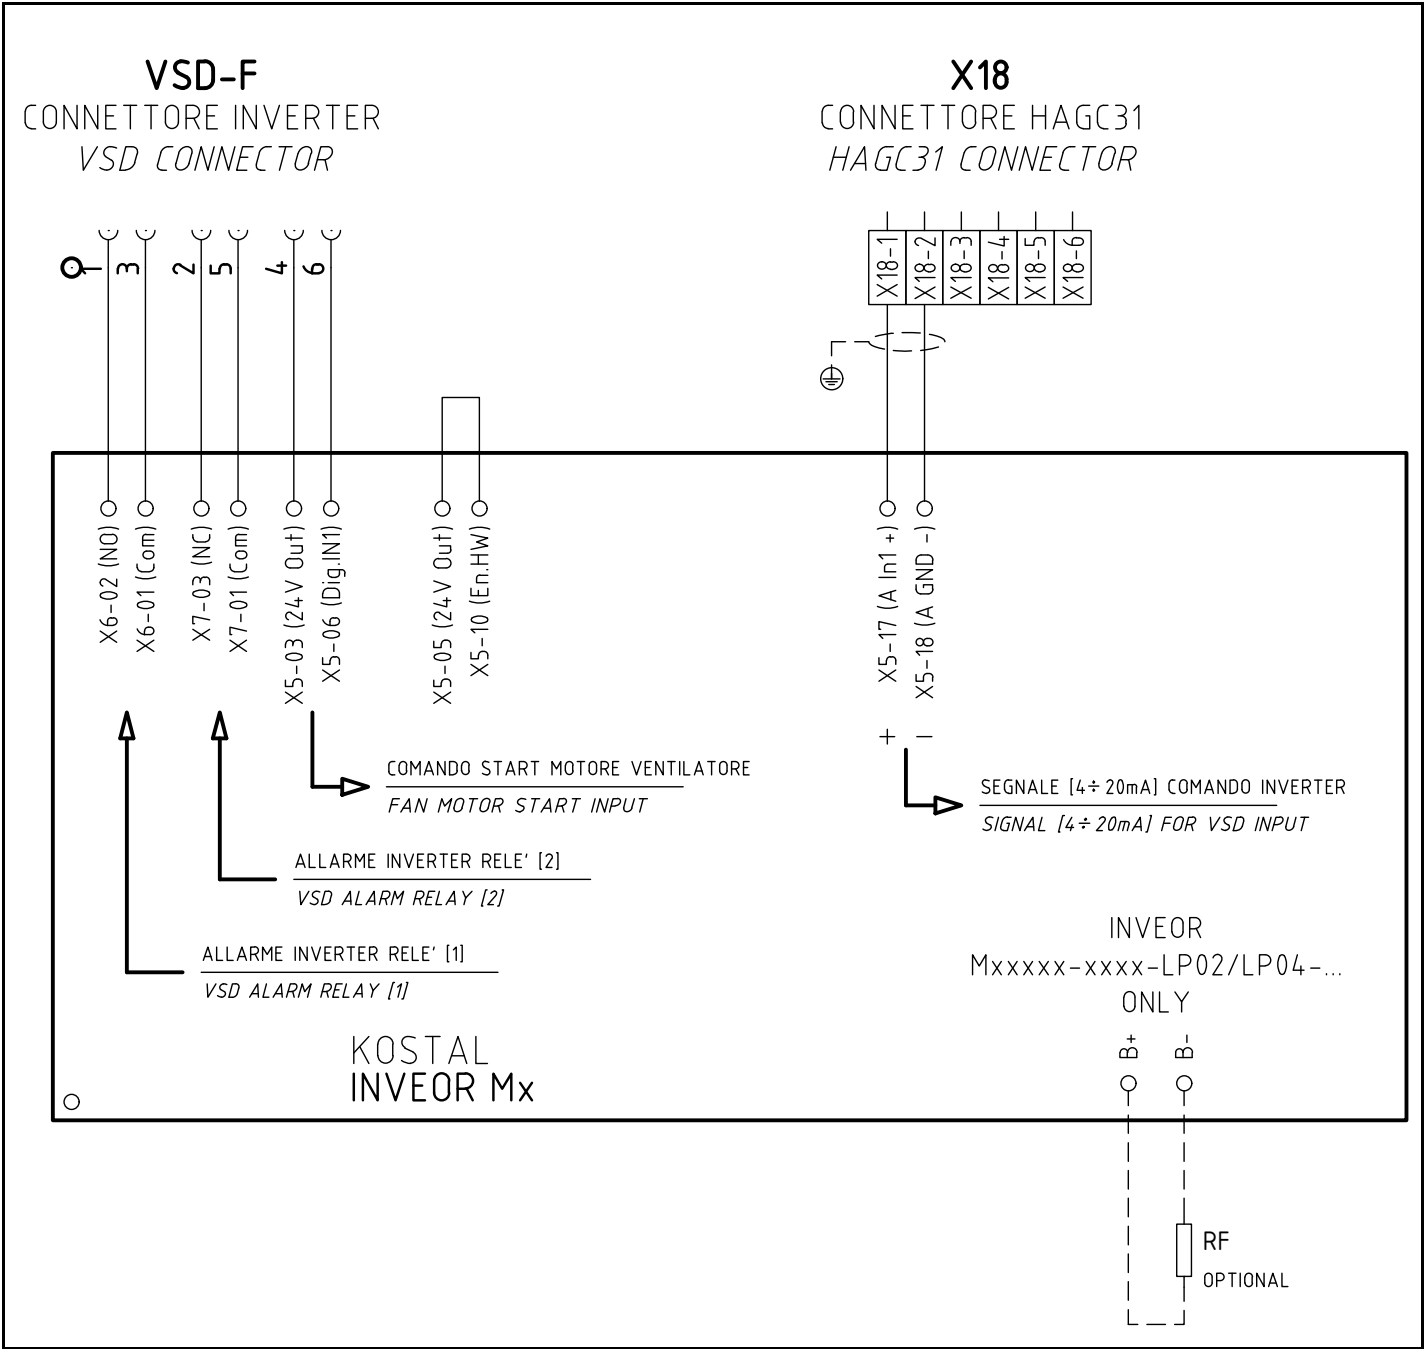 VSD-F
CONNETTORE INVERTER
VSD CONNECTOR
X18
CONNETTORE HAGC31
HAGC31 CONNECTOR
1
3
2
5
4
6
X18-1
X18-2
X18-3
X18-4
X18-5
X18-6
X6-02 (NO)
X6-01 (Com)
X7-03 (NC)
X7-01 (Com)
X5-03 (24V Out)
X5-06 (Dig.IN1)
X5-05 (24V Out)
X5-10 (En.HW)
X5-17 (A In1 +)
X5-18 (A GND -)
+
-
COMANDO START MOTORE VENTILATORE
FAN MOTOR START INPUT
SEGNALE [4÷20mA] COMANDO INVERTER
SIGNAL [4÷20mA] FOR VSD INPUT
ALLARME INVERTER RELE' [2]
VSD ALARM RELAY [2]
ALLARME INVERTER RELE' [1]
VSD ALARM RELAY [1]
INVEOR
Mxxxxx-xxxx-LP02/LP04-...
ONLY
KOSTAL
INVEOR Mx
B+
B-
RF
OPTIONAL